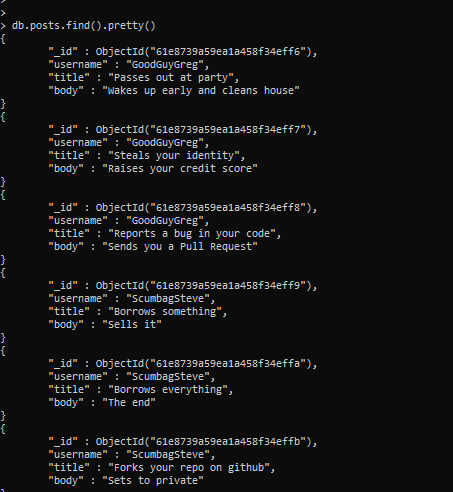 >
>
> db.posts.find().pretty()
{
        "_id" : ObjectId("61e8739a59ea1a458f34eff6"),
        "username" : "GoodGuyGreg",
        "title" : "Passes out at party",
        "body" : "Wakes up early and cleans house"
}
{
        "_id" : ObjectId("61e8739a59ea1a458f34eff7"),
        "username" : "GoodGuyGreg",
        "title" : "Steals your identity",
        "body" : "Raises your credit score"
}
{
        "_id" : ObjectId("61e8739a59ea1a458f34eff8"),
        "username" : "GoodGuyGreg",
        "title" : "Reports a bug in your code",
        "body" : "Sends you a Pull Request"
}
{
        "_id" : ObjectId("61e8739a59ea1a458f34eff9"),
        "username" : "ScumbagSteve",
        "title" : "Borrows something",
        "body" : "Sells it"
}
{
        "_id" : ObjectId("61e8739a59ea1a458f34effa"),
        "username" : "ScumbagSteve",
        "title" : "Borrows everything",
        "body" : "The end"
}
{
        "_id" : ObjectId("61e8739a59ea1a458f34effb"),
        "username" : "ScumbagSteve",
        "title" : "Forks your repo on github",
        "body" : "Sets to private"